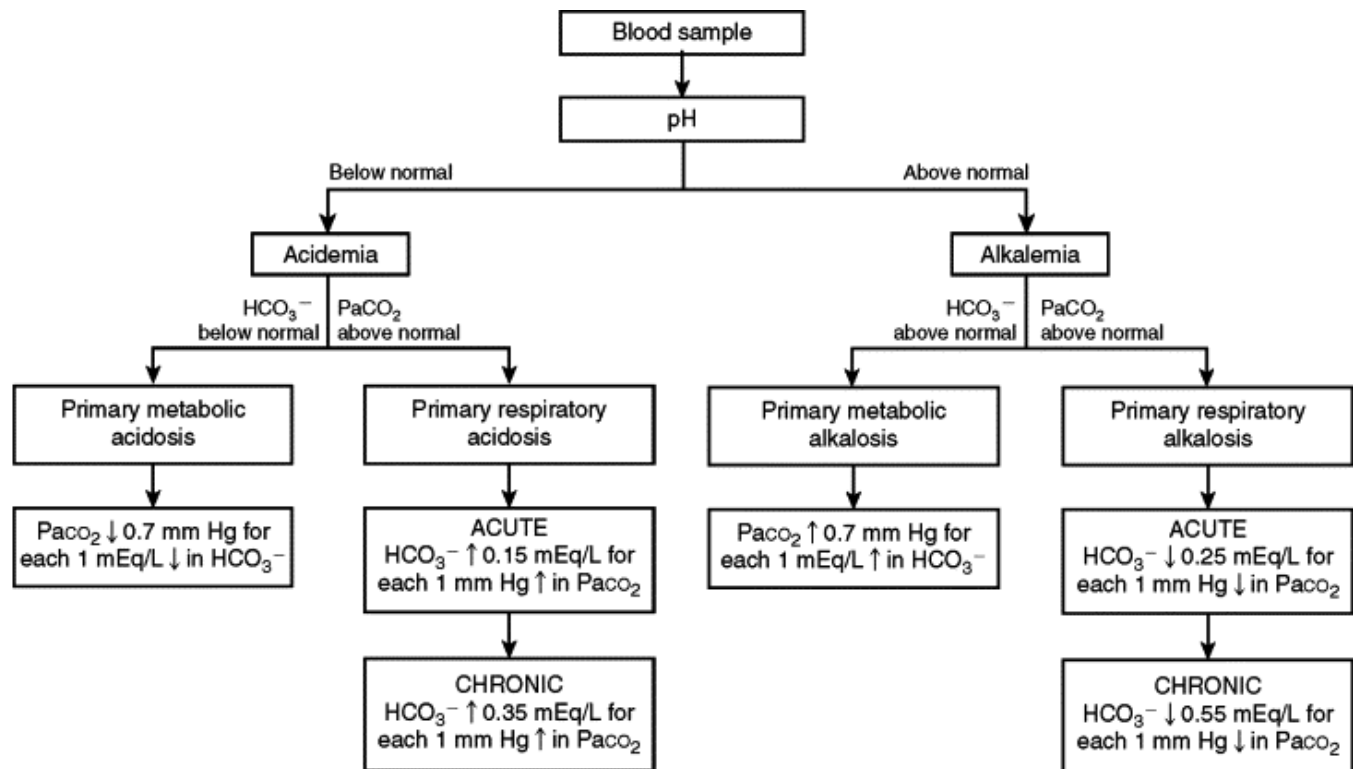 Blood sample
pH
Below normal
Above normal
Acidemia
Alkalemia
HCO₃⁻
below normal
PaCO₂
above normal
HCO₃⁻
above normal
PaCO₂
above normal
Primary metabolic
acidosis
Primary respiratory
acidosis
Primary metabolic
alkalosis
Primary respiratory
alkalosis
Paco₂ ↓ 0.7 mm Hg for
each 1 mEq/L ↓ in HCO₃⁻
ACUTE
HCO₃⁻ ↑ 0.15 mEq/L for
each 1 mm Hg ↑ in Paco₂
Paco₂ ↑ 0.7 mm Hg for
each 1 mEq/L ↑ in HCO₃⁻
ACUTE
HCO₃⁻ ↓ 0.25 mEq/L for
each 1 mm Hg ↓ in Paco₂
CHRONIC
HCO₃⁻ ↑ 0.35 mEq/L for
each 1 mm Hg ↑ in Paco₂
CHRONIC
HCO₃⁻ ↓ 0.55 mEq/L for
each 1 mm Hg ↓ in Paco₂